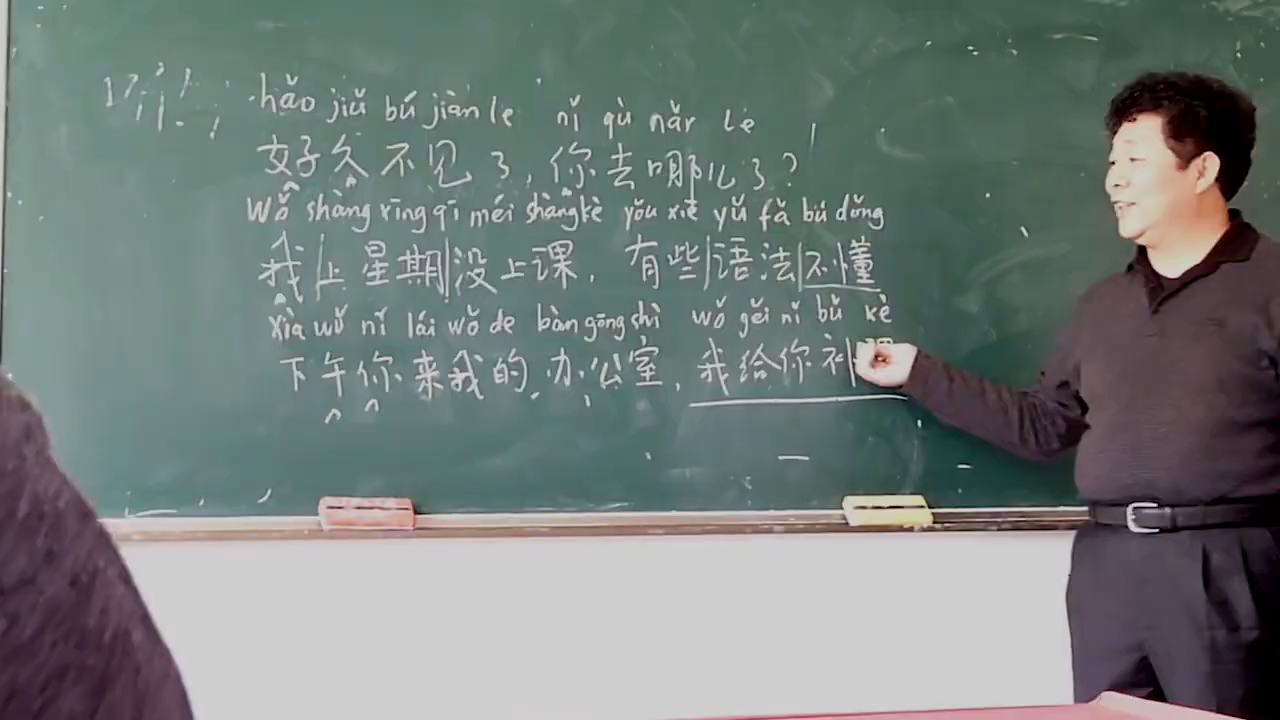 hǎo jiǔ bú jiàn le nǐ qù nǎr le
好久不见了,你去哪儿了?
wǒ shàng xīng qī méi shàng kè yǒu xiē yǔ fǎ bù dǒng
我上星期没上课,有些语法不懂
xià wǔ nǐ lái wǒ de bàn gōng shì wǒ gěi nǐ bǔ kè
下午你来我的办公室,我给你补